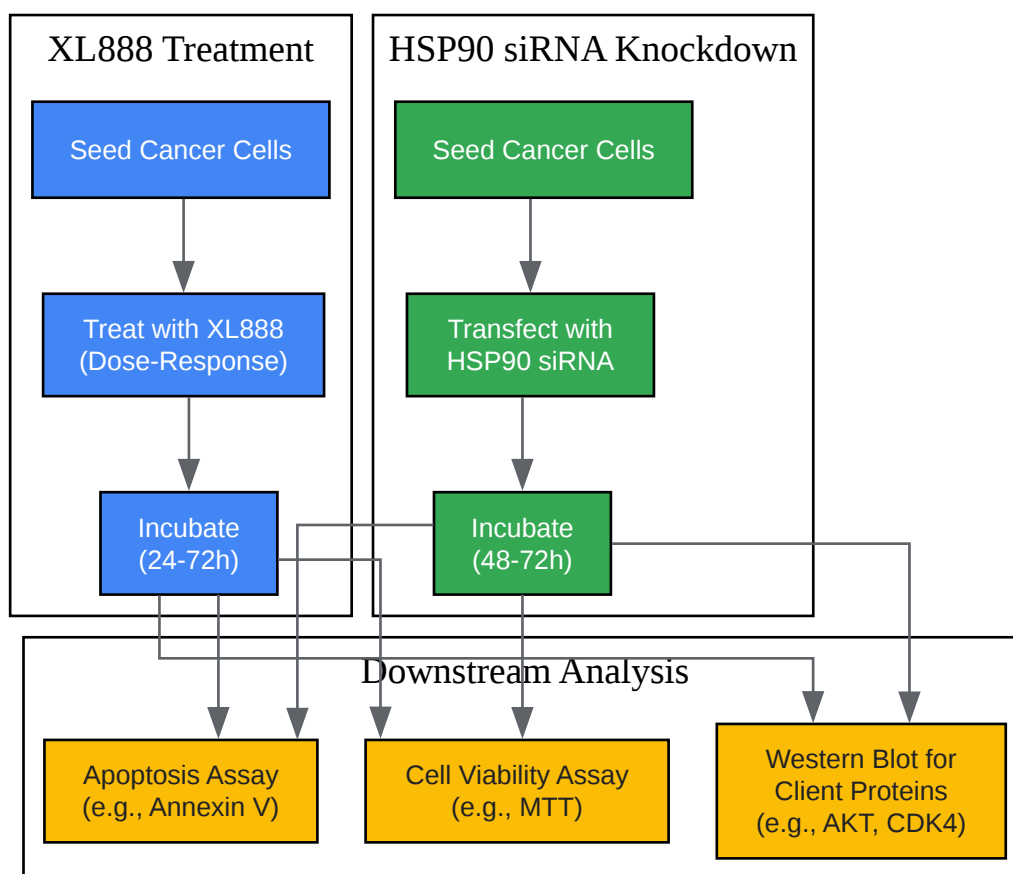 XL888 Treatment
Seed Cancer Cells
Treat with XL888
(Dose-Response)
Incubate
(24-72h)
HSP90 siRNA Knockdown
Seed Cancer Cells
Transfect with
HSP90 siRNA
Incubate
(48-72h)
Downstream Analysis
Apoptosis Assay
(e.g., Annexin V)
Cell Viability Assay
(e.g., MTT)
Western Blot for
Client Proteins
(e.g., AKT, CDK4)